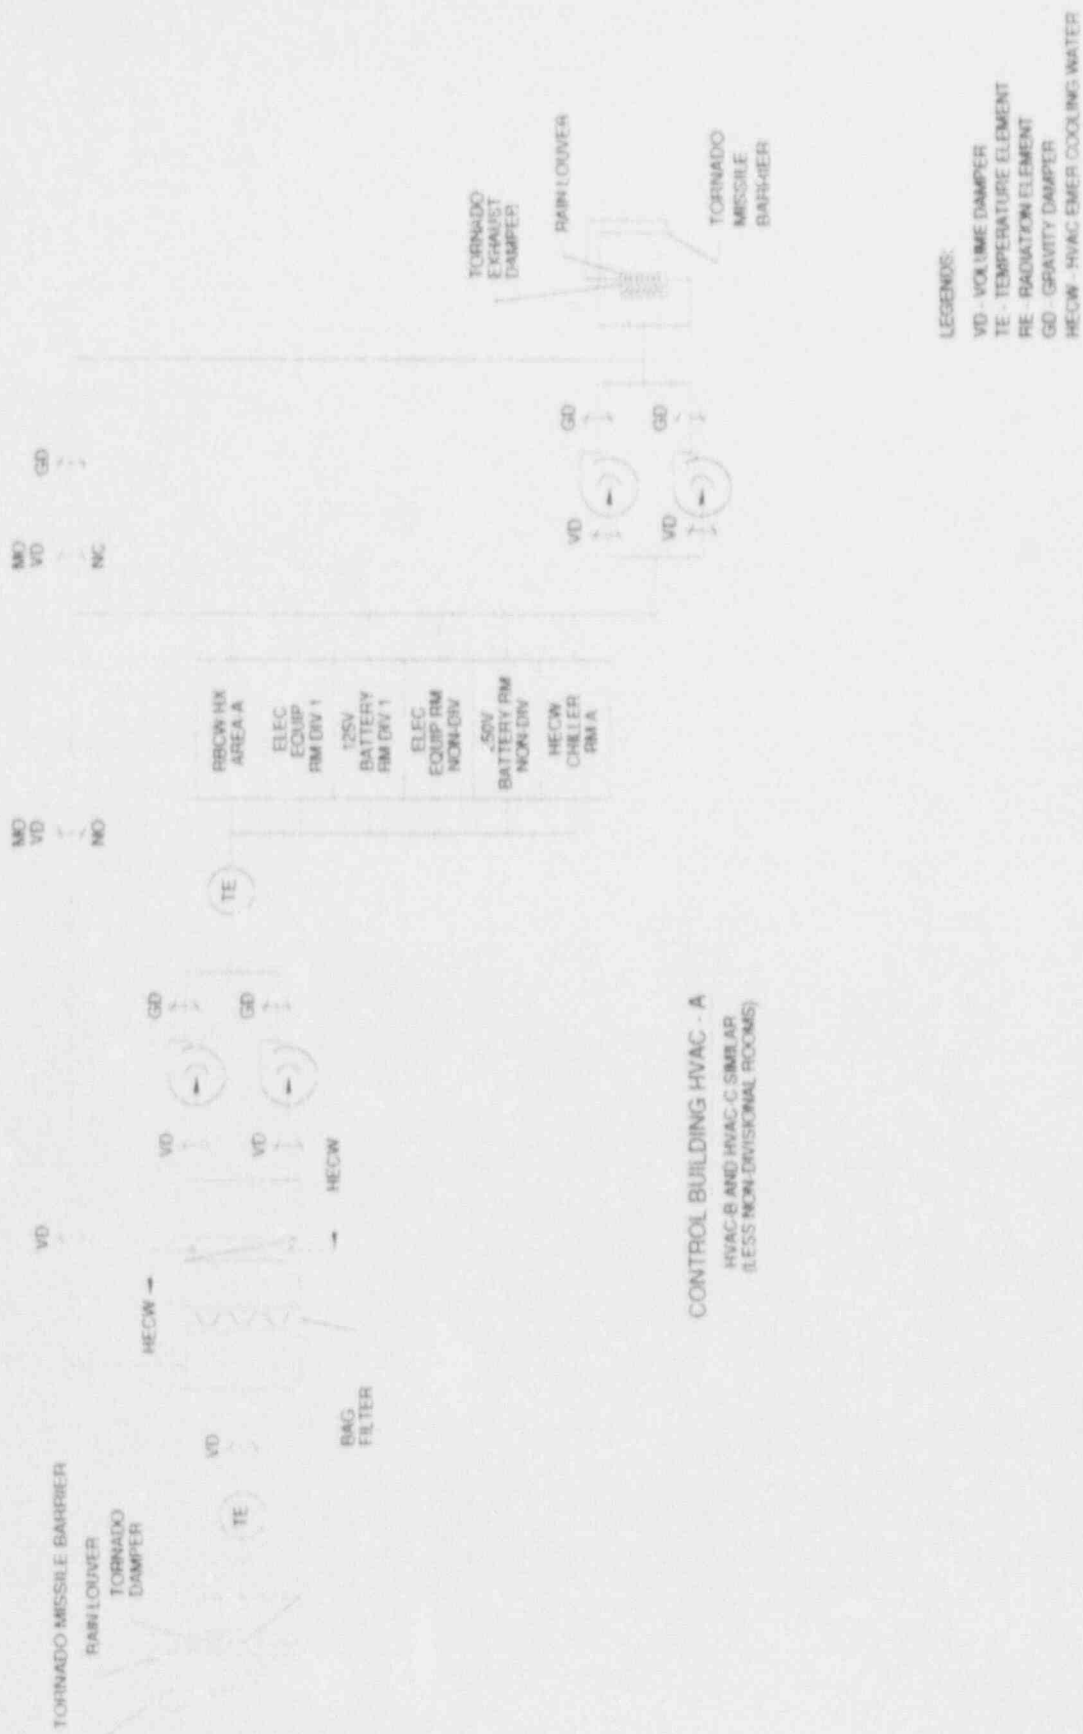 TORNADO MISSILE BARRIER
RAIN LOUVER
TORNADO
DAMPER
TE
VD
BAG
FILTER
HECW
HECW
VD
VD
VD
GD
GD
TE
MO
VD
NO
MO
VD
NC
GD
RBCW HX
AREA-A
ELEC
EQUIP
RM DIV 1
125V
BATTERY
RM DIV 1
ELEC
EQUIP RM
NON-DIV
BATTERY RM
NON-DIV
HECW
CHILLER
RM A
VD
VD
GD
GD
TORNADO
EXHAUST
DAMPER
RAIN LOUVER
TORNADO
MISSILE
BARRIER
CONTROL BUILDING HVAC - A
HVAC-B AND HVAC-C SIMILAR
(LESS NON-DIVISIONAL ROOMS)
LEGENDS:
VD - VOLUME DAMPER
TE - TEMPERATURE ELEMENT
RE - RADIATION ELEMENT
GD - GRAVITY DAMPER
HECW - HVAC EMER COOLING WATER